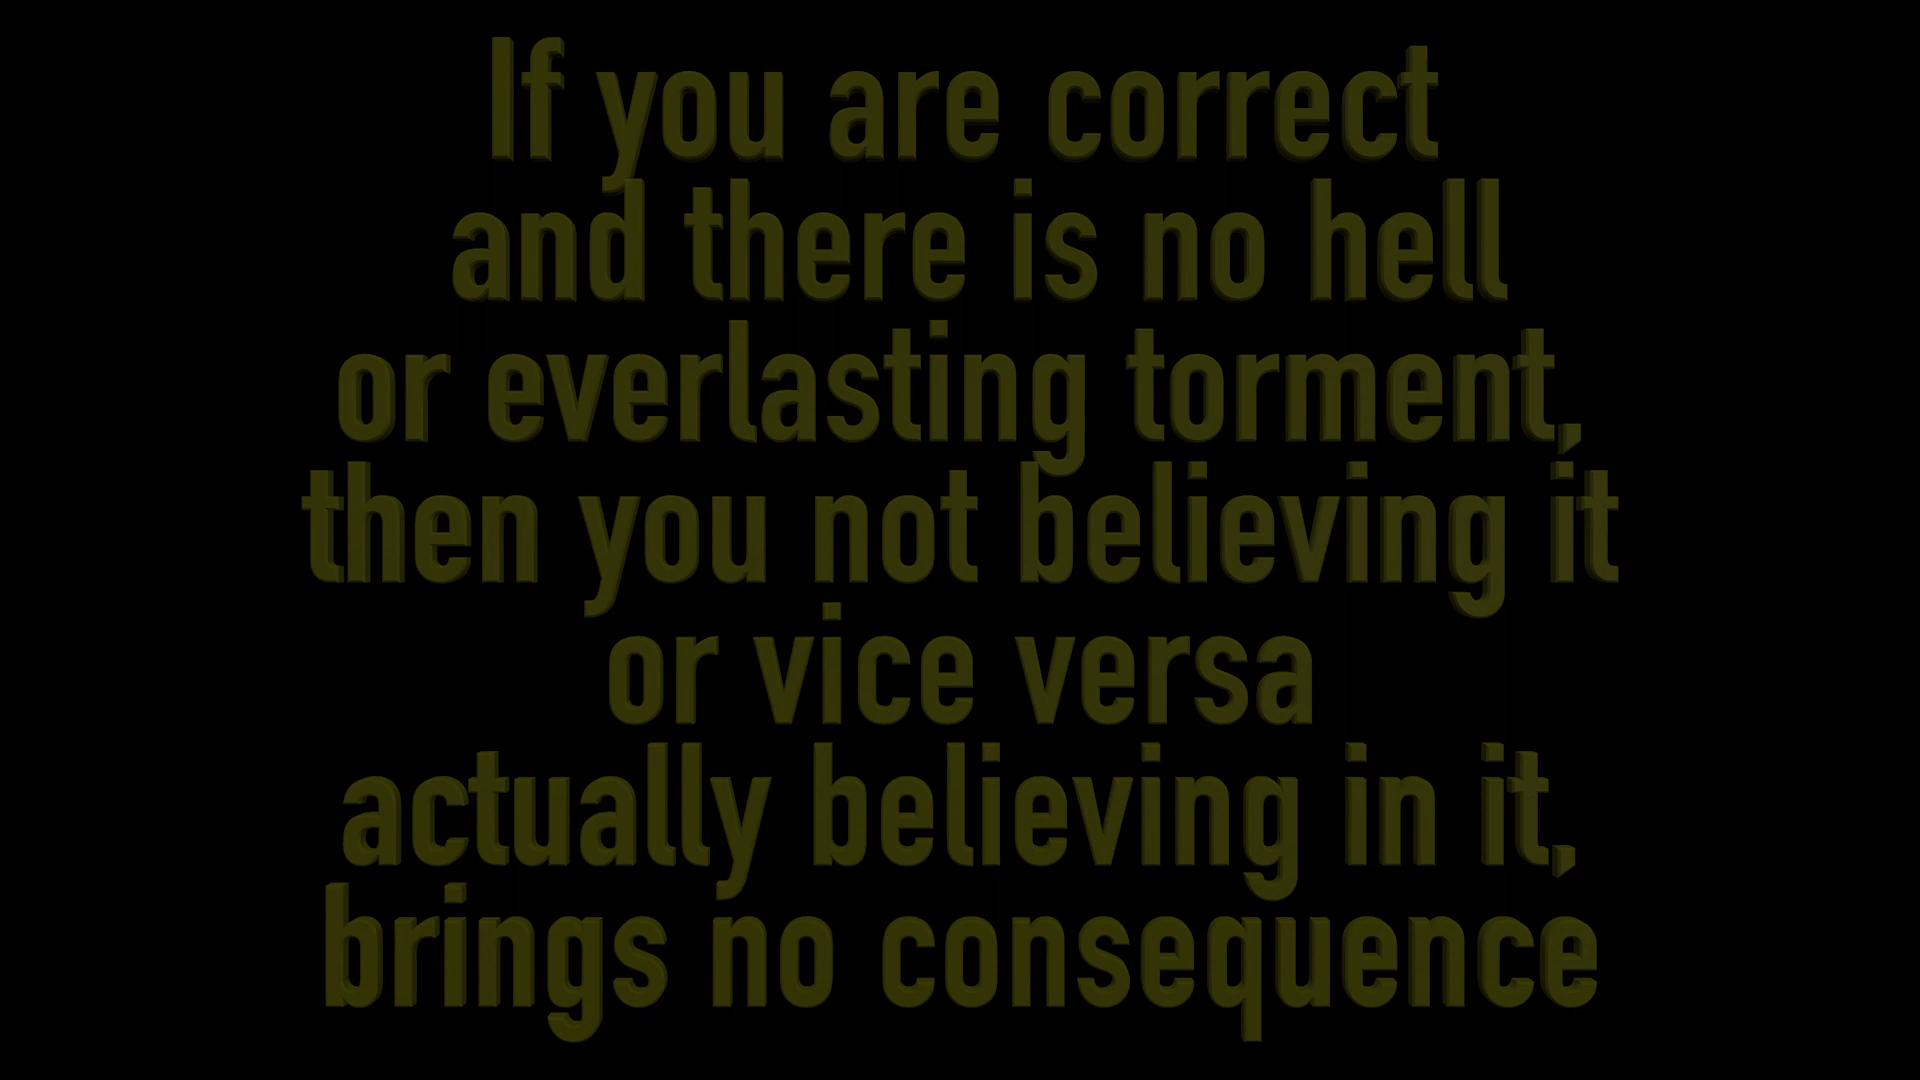 If you are correct
and there is no hell
or everlasting torment,
then you not believing it
or vice versa
actually believing in it,
brings no consequence